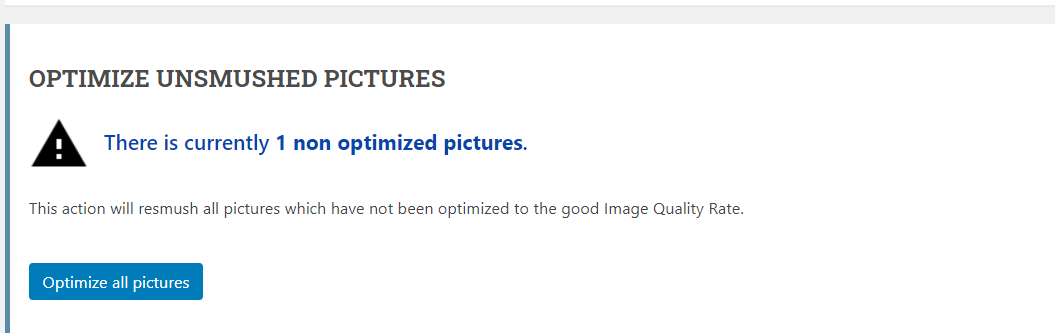 OPTIMIZE UNSMUSHED PICTURES
There is currently 1 non optimized pictures.
This action will resmush all pictures which have not been optimized to the good Image Quality Rate.
Optimize all pictures